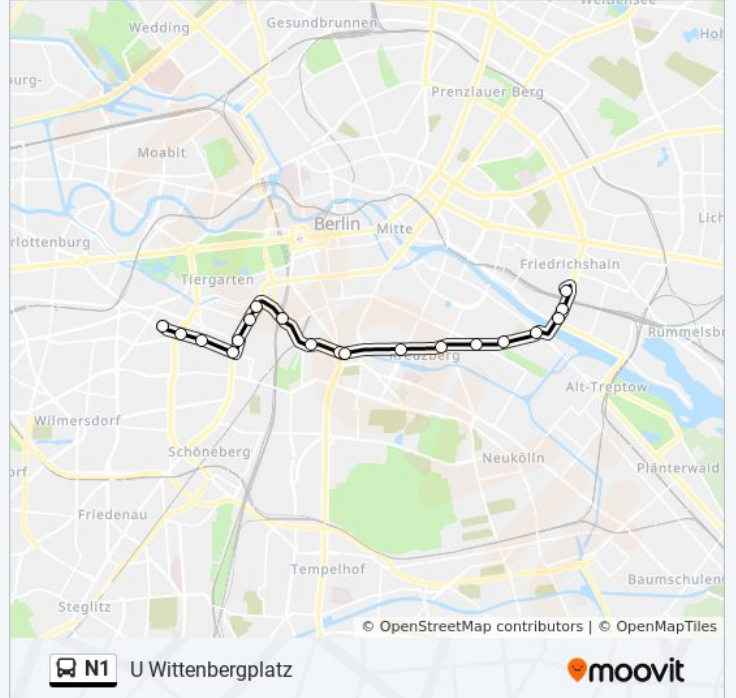 Weißensee
Wedding
Gesundbrunnen
Hoh
burg-
Prenzlauer Berg
Moabit
Berlin
Mitte
Lich
rlottenburg
Friedrichshain
Tiergarten
Rummelsbu
Kreuzberg
Alt-Treptow
Wilmersdorf
Schöneberg
Neukölln
Plänterwald
orf
Friedenau
Tempelhof
Baumschulen
Steglitz
© OpenStreetMap contributors | © OpenMapTiles
N1 U Wittenbergplatz
moovit